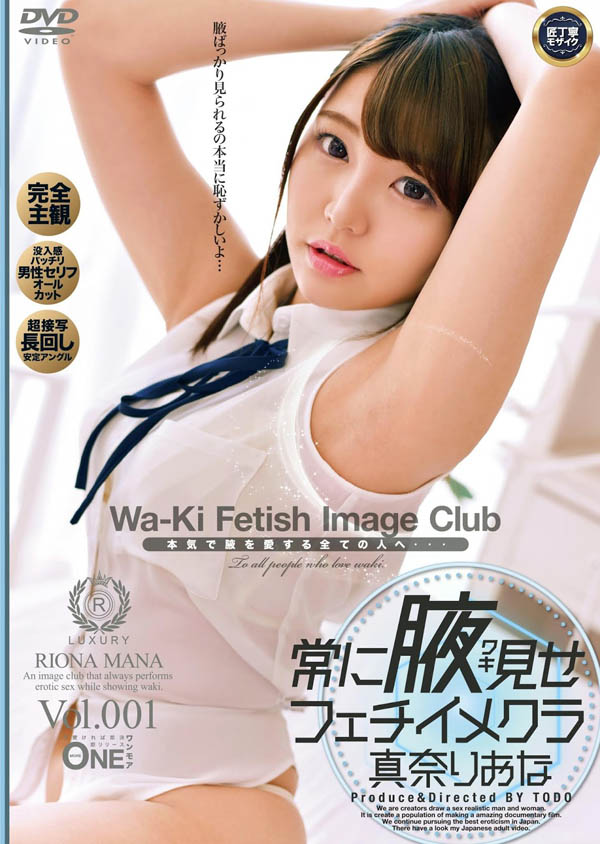 DVD
VIDEO
匠丁寧
モザイク
腋ばっかり見られるの本当に恥ずかしいよ…
完全
主観
没入感
バッチリ
男性セリフ
オール
カット
超接写
長回し
安定アングル
Wa-Ki Fetish Image Club
本気で腋を愛する全ての人へ・・・
To all people who love waki.
R
LUXURY
RIONA MANA
An image club that always performs
erotic sex while showing waki.
Vol.001
ONE
ワンモア
常に腋見せ
ワキ
フェチイメクラ
真奈りおな
Produce&Directed BY TODO
We are creators draw a sex realistic man and woman.
It is create a population of making a amazing documentary film.
We continue pursuing the best eroticism in Japan.
There have a look my Japanese adult video.